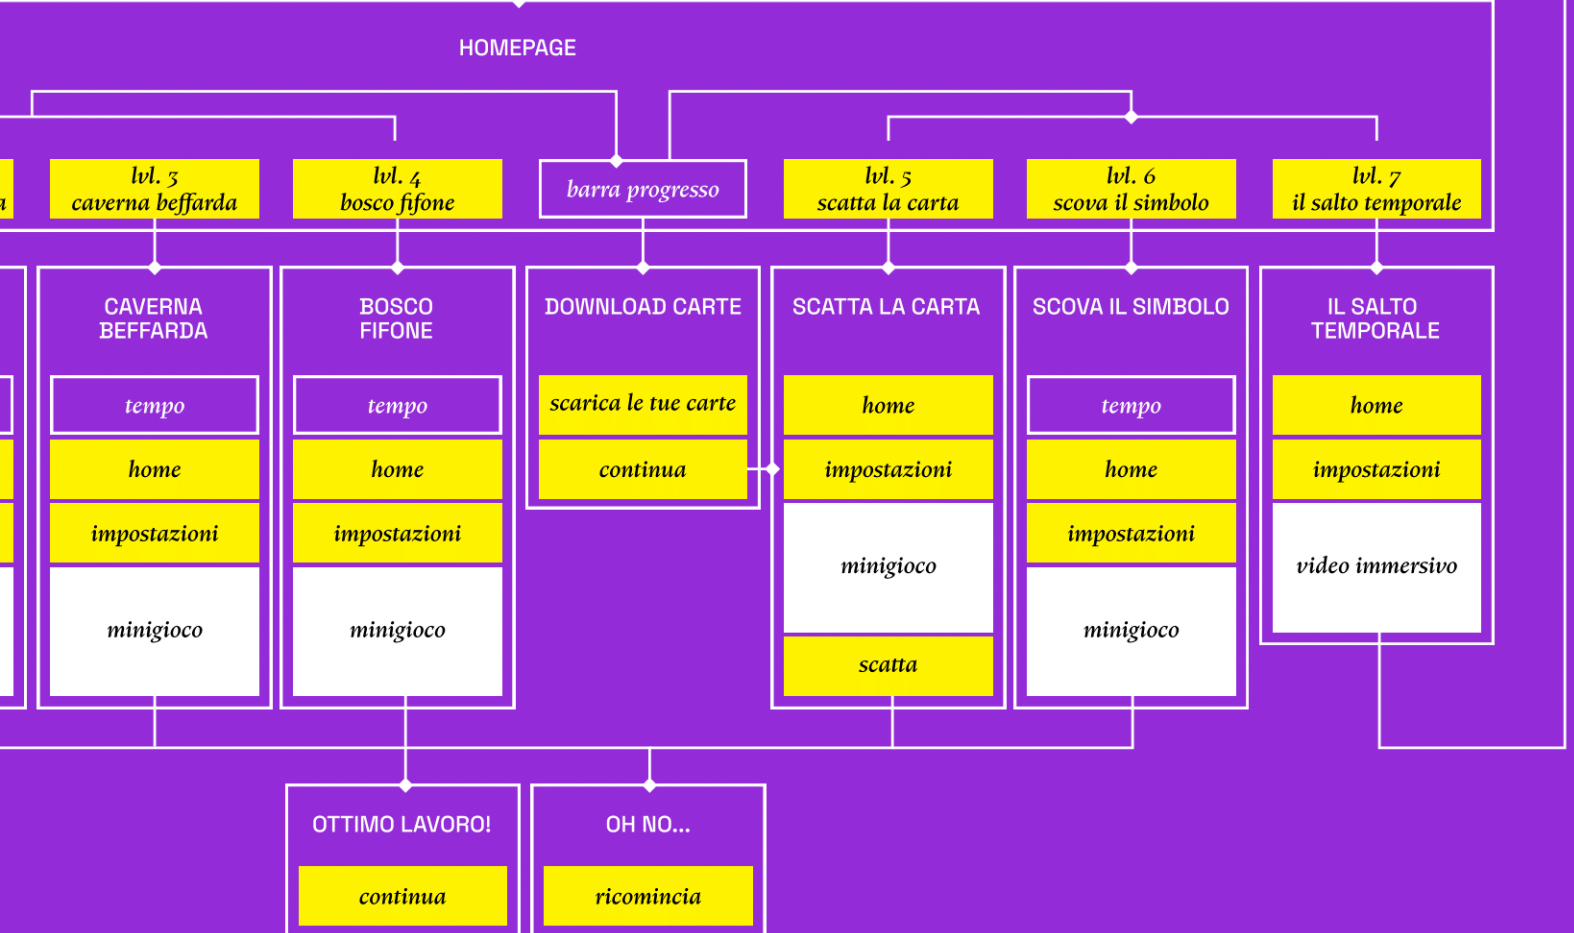 HOMEPAGE
a
lvl. 3
caverna beffarda
lvl. 4
bosco fifone
barra progresso
lvl. 5
scatta la carta
lvl. 6
scova il simbolo
lvl. 7
il salto temporale
CAVERNA
BEFFARDA
tempo
home
impostazioni
minigioco
BOSCO
FIFONE
tempo
home
impostazioni
minigioco
DOWNLOAD CARTE
scarica le tue carte
continua
SCATTA LA CARTA
home
impostazioni
minigioco
scatta
SCOVA IL SIMBOLO
tempo
home
impostazioni
minigioco
IL SALTO
TEMPORALE
home
impostazioni
video immersivo
OTTIMO LAVORO!
continua
OH NO...
ricomincia